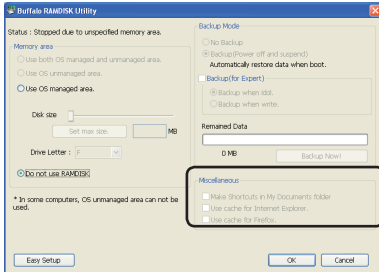 Buffalo RAMDISK Utility
Status : Stopped due to unspecified memory area.
Memory area
Use both OS managed and unmanaged area.
Use OS unmanaged area.
Use OS managed area.
Disk size
Set max size.
MB
Drive Letter : F
Do not use RAMDISK
* In some computers, OS unmanaged area can not be
used.
Easy Setup
Backup Mode
No Backup
Backup(Power off and suspend)
Automatically restore data when boot.
Backup(for Expert)
Backup when idol.
Backup when write.
Remained Data
0 MB
Backup Now!
Miscellaneous
Make Shortcuts in My Documents folder
Use cache for Internet Explorer.
Use cache for Firefox.
OK
Cancel